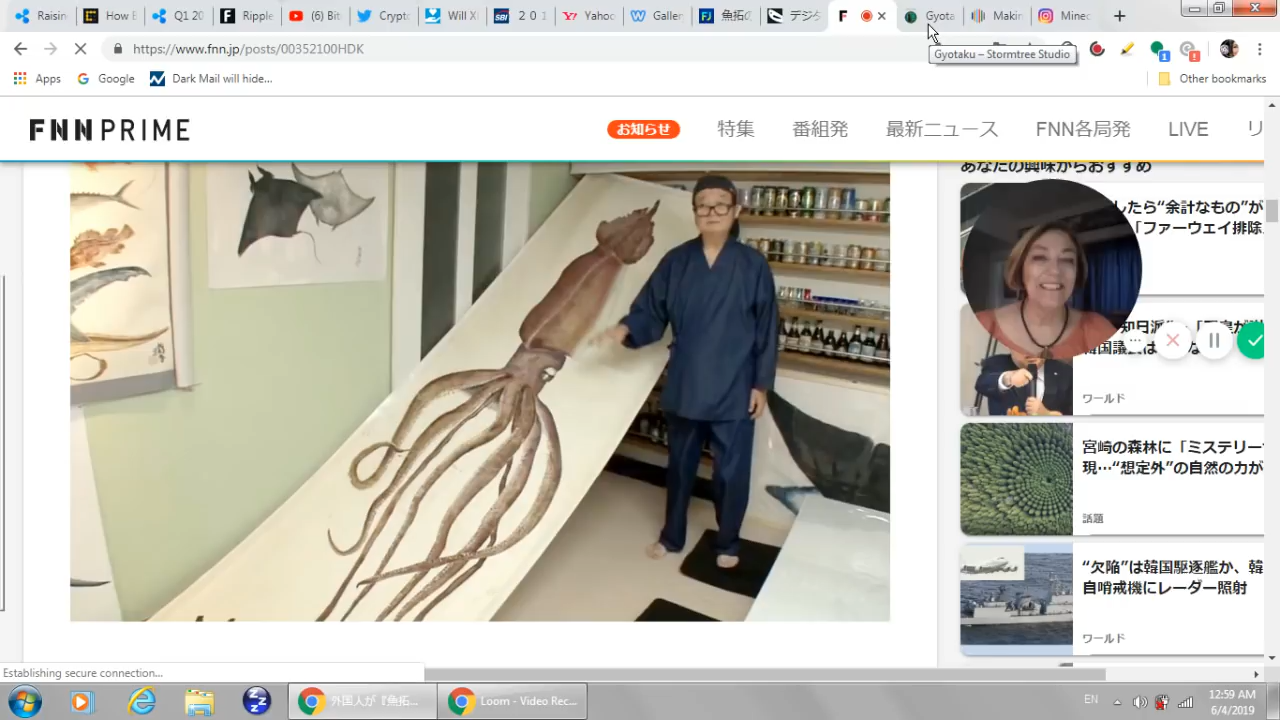 Raisin
How B
Q1 20
Ripple
(6) Bit
Crypto
Will X
0 1
Yahoo
Galler
魚拓の
デジタ
Gyota
Makin
Minec
https://www.fnn.jp/posts/00352100HDK
Gyotaku – Stormtree Studio
Apps
Google
Dark Mail will hide...
Other bookmarks
FNN PRIME
お知らせ
特集
番組発
最新ニュース
FNN各局発
LIVE
リ
あなたの興味からおすすめ
したら“余計なもの”が
「ファーウェイ排除
ワールド
宮崎の森林に「ミステリー
現…“想定外”の自然の力が
話題
“欠陥”は韓国駆逐艦か、韓
自哨戒機にレーダー照射
ワールド
Establishing secure connection...
外国人が『魚拓...
Loom - Video Rec...
EN
12:59 AM
6/4/2019